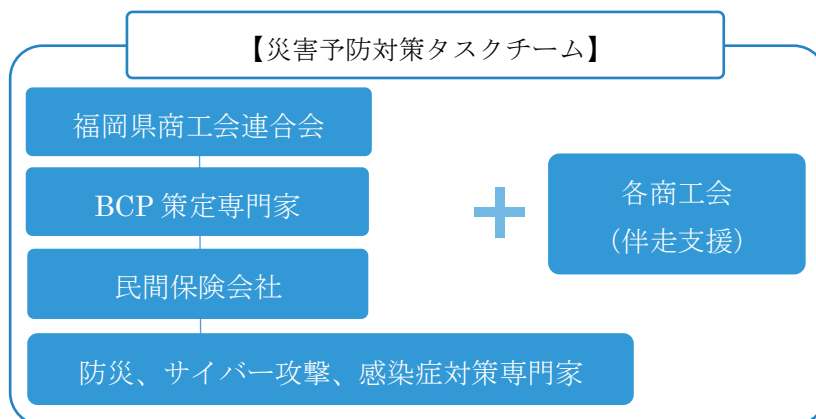 【災害予防対策タスクチーム】
福岡県商工会連合会
BCP 策定専門家
民間保険会社
防災、サイバー攻撃、感染症対策専門家
各商工会
（伴走支援）